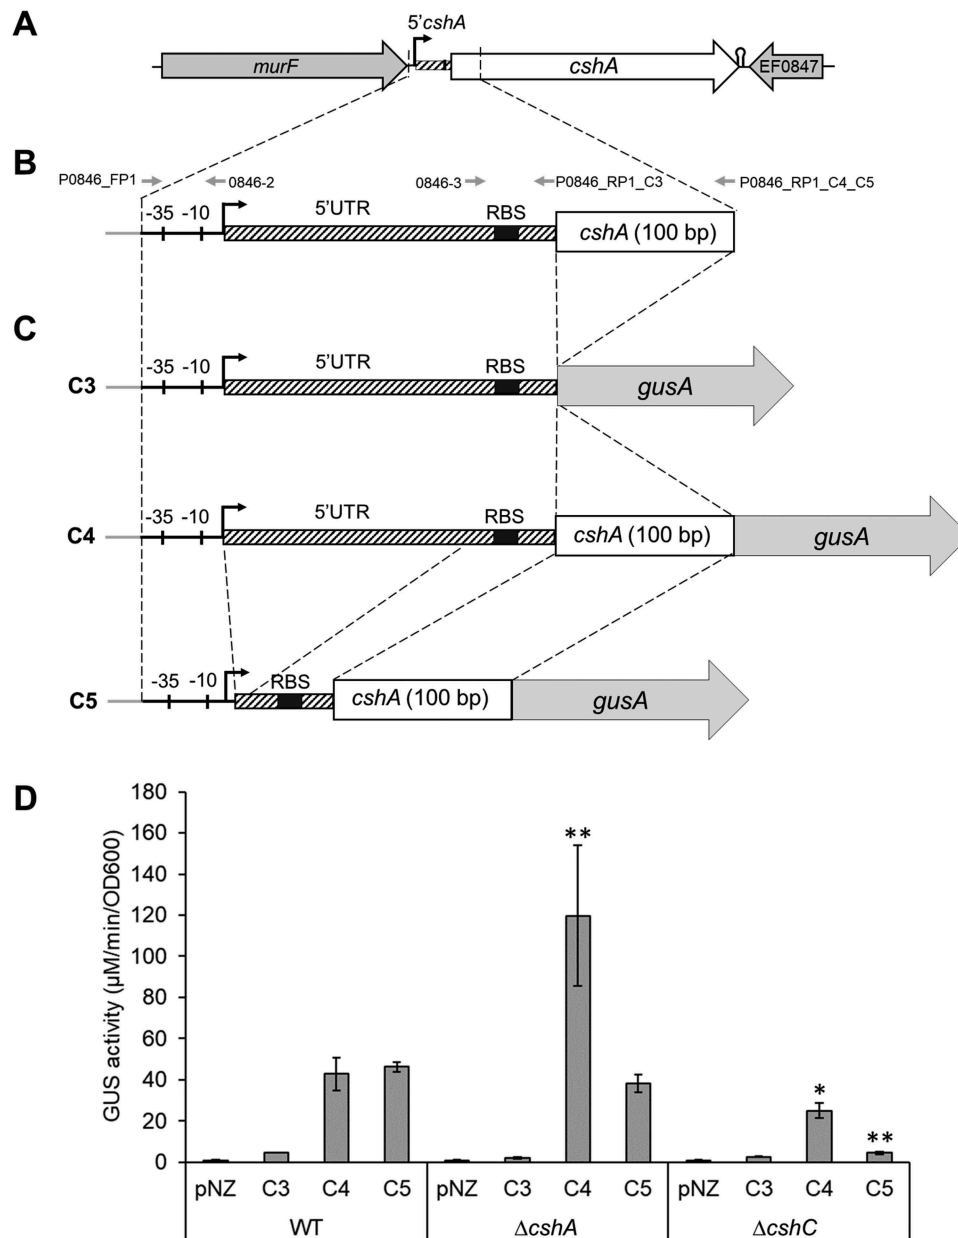 A
5'cshA
murF
cshA
EF0847
B
P0846_FP1
0846-2
0846-3
P0846_RP1_C3
P0846_RP1_C4_C5
-35 -10
5'UTR
RBS
cshA (100 bp)
C
-35 -10
5'UTR
RBS
C3
gusA
-35 -10
5'UTR
RBS
C4
cshA (100 bp)
gusA
-35 -10
RBS
C5
cshA (100 bp)
gusA
D
GUS activity (µM/min/OD600)
180
160
140
120
100
80
60
40
20
0
**
*
**
pNZ C3 C4 C5 pNZ C3 C4 C5 pNZ C3 C4 C5
WT ΔcshA ΔcshC